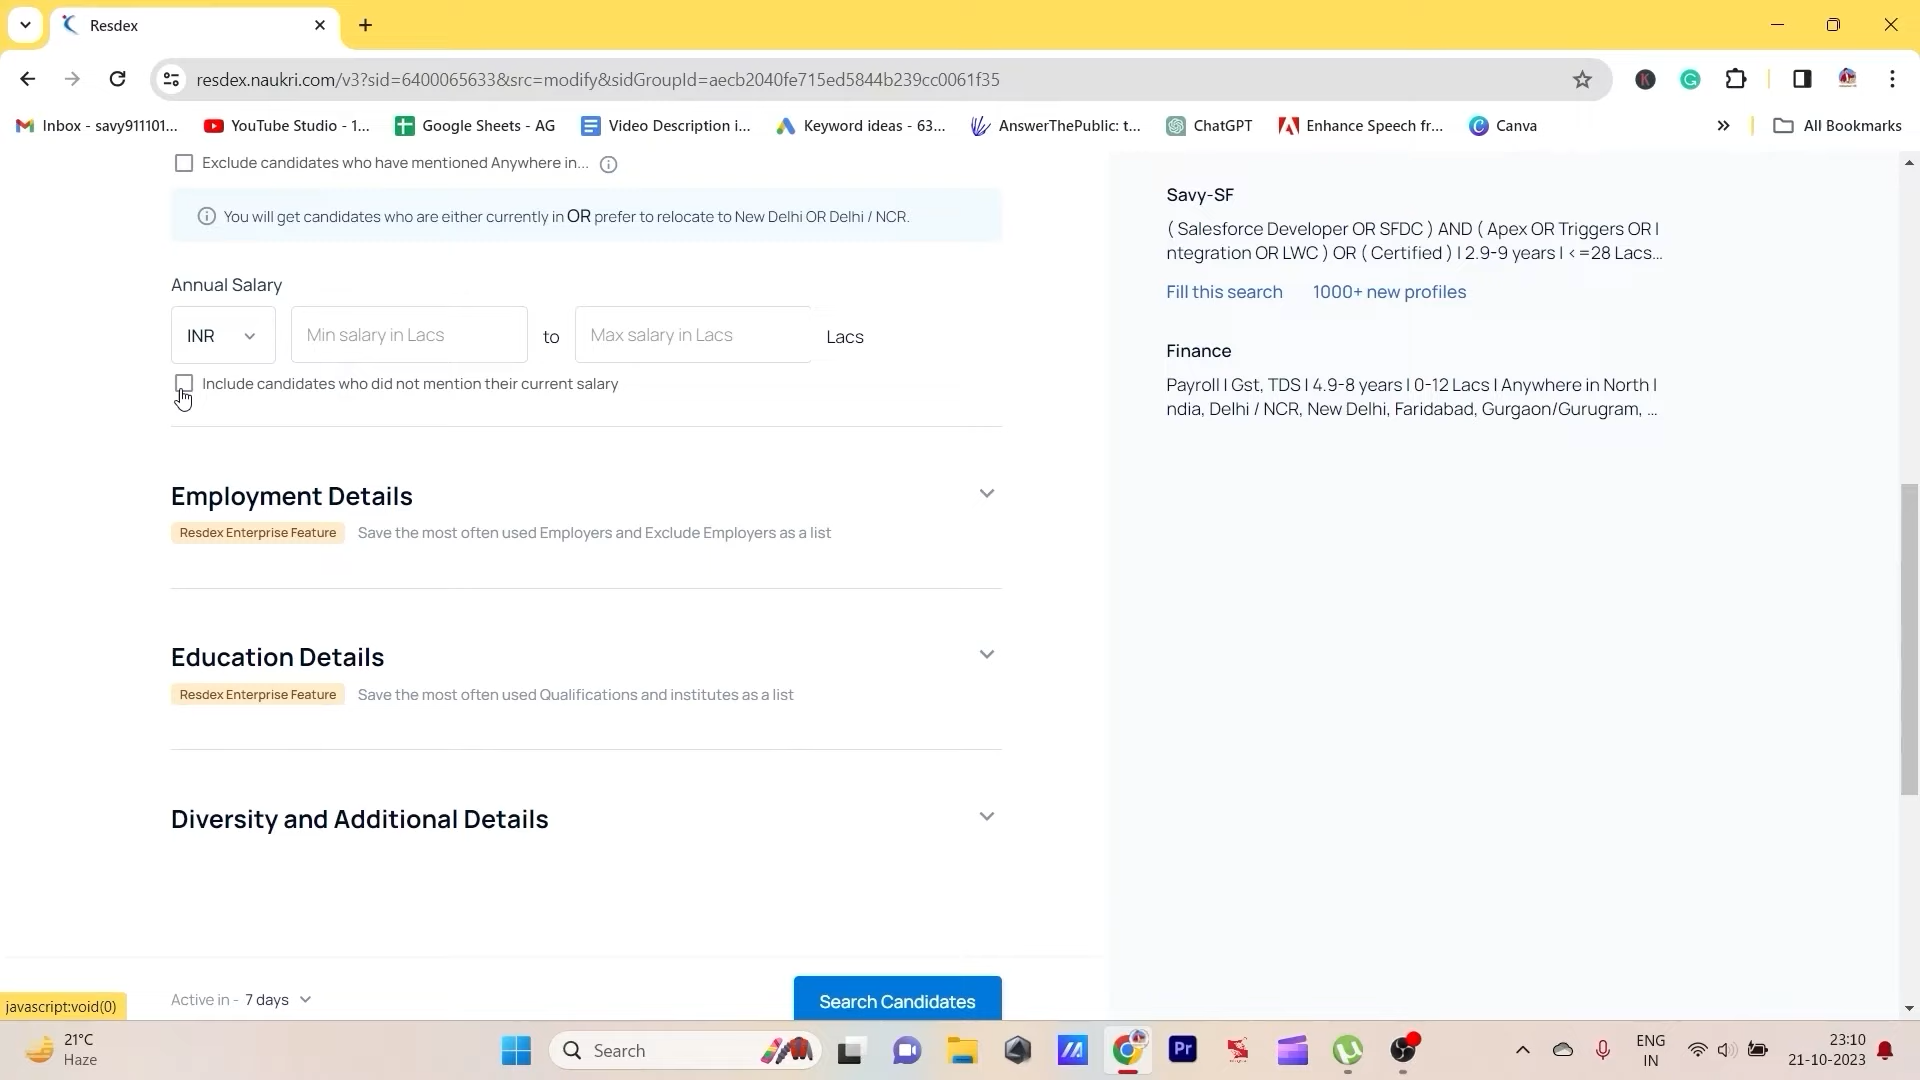 Resdex
resdex.naukri.com/v3?sid=6400065633&src=modify&sidGroupId=aecb2040fe715ed5844b239cc0061f35
K
G
Inbox - savy911101...
YouTube Studio - 1...
Google Sheets - AG
Video Description i...
Keyword ideas - 63...
AnswerThePublic: t...
ChatGPT
Enhance Speech fr...
Canva
»
All Bookmarks
Exclude candidates who have mentioned Anywhere in...
You will get candidates who are either currently in OR prefer to relocate to New Delhi OR Delhi / NCR.
Annual Salary
INR
Min salary in Lacs
to
Max salary in Lacs
Lacs
Include candidates who did not mention their current salary
Employment Details
Resdex Enterprise Feature
Save the most often used Employers and Exclude Employers as a list
Education Details
Resdex Enterprise Feature
Save the most often used Qualifications and institutes as a list
Diversity and Additional Details
Active in - 7 days
Search Candidates
Savy-SF
( Salesforce Developer OR SFDC ) AND ( Apex OR Triggers OR I
ntegration OR LWC ) OR ( Certified ) | 2.9-9 years | <=28 Lacs...
Fill this search
1000+ new profiles
Finance
Payroll | Gst, TDS | 4.9-8 years | 0-12 Lacs | Anywhere in North I
ndia, Delhi / NCR, New Delhi, Faridabad, Gurgaon/Gurugram, ...
javascript:void(0)
21°C
Haze
Search
Pr
ENG
IN
23:10
21-10-2023